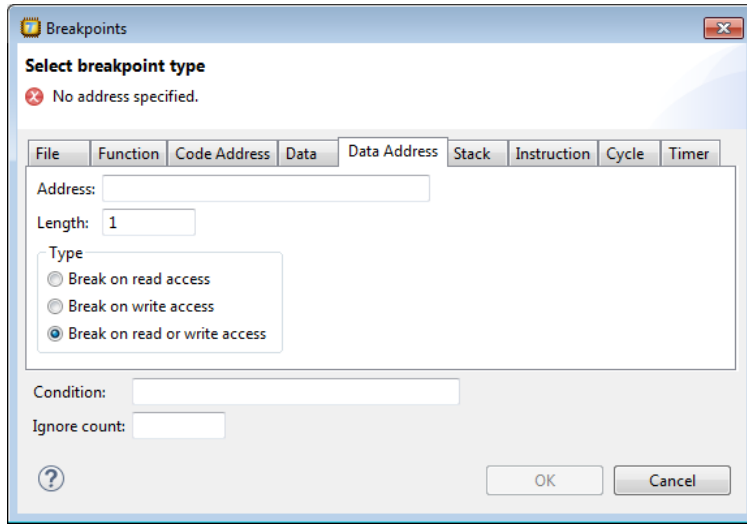 Breakpoints
Select breakpoint type
No address specified.
File Function Code Address Data Data Address Stack Instruction Cycle Timer
Address:
Length: 1
Type
Break on read access
Break on write access
Break on read or write access
Condition:
Ignore count:
? OK Cancel